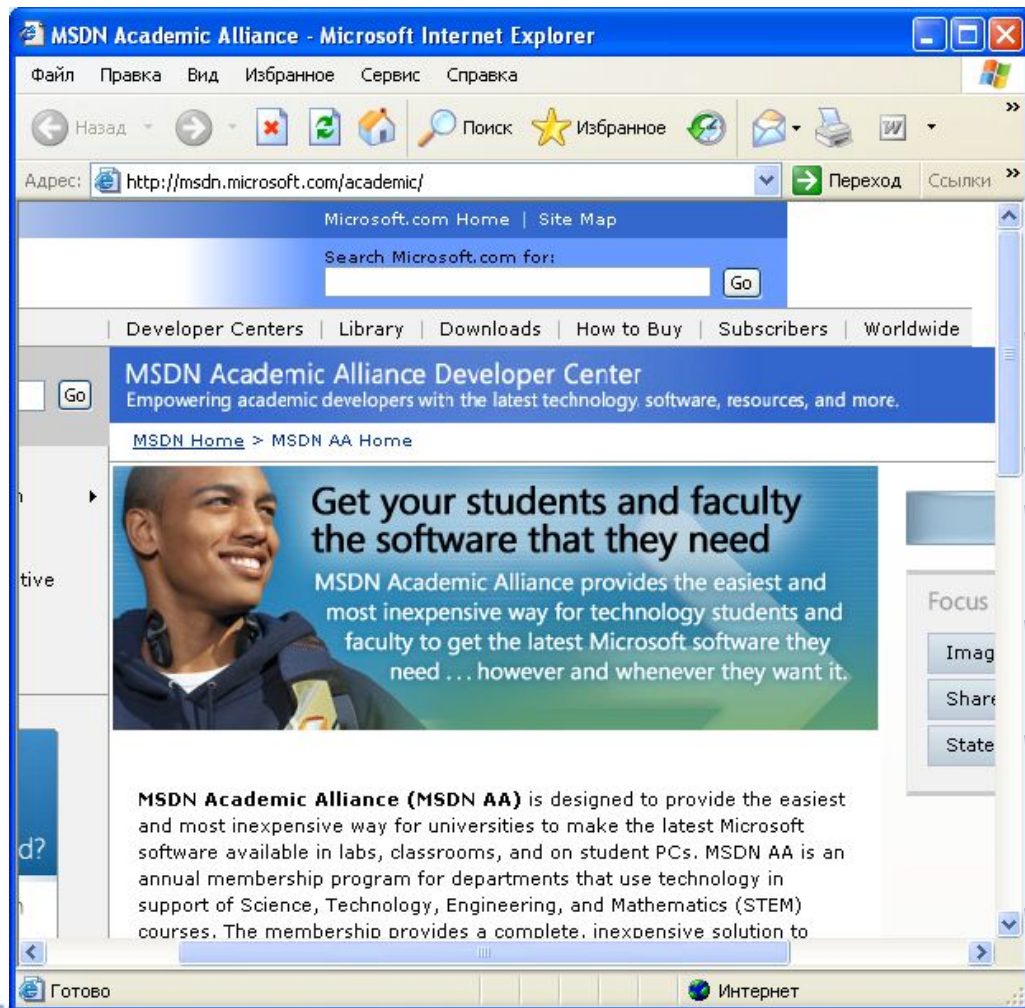 MSDN Academic Alliance - Microsoft Internet Explorer
Файл Правка Вид Избранное Сервис Справка
Назад Поиск Избранное
Адрес: http://msdn.microsoft.com/academic/ Переход Ссылки
Microsoft.com Home | Site Map
Search Microsoft.com for:
Go
| Developer Centers | Library | Downloads | How to Buy | Subscribers | Worldwide
Go
MSDN Academic Alliance Developer Center
Empowering academic developers with the latest technology, software, resources, and more.
MSDN Home > MSDN AA Home
Get your students and faculty
the software that they need
MSDN Academic Alliance provides the easiest and
most inexpensive way for technology students and
faculty to get the latest Microsoft software they
need ... however and whenever they want it.
tive
Focus
Imag
Share
State
MSDN Academic Alliance (MSDN AA) is designed to provide the easiest
and most inexpensive way for universities to make the latest Microsoft
software available in labs, classrooms, and on student PCs. MSDN AA is an
annual membership program for departments that use technology in
support of Science, Technology, Engineering, and Mathematics (STEM)
courses. The membership provides a complete, inexpensive solution to
d?
Готово Интернет